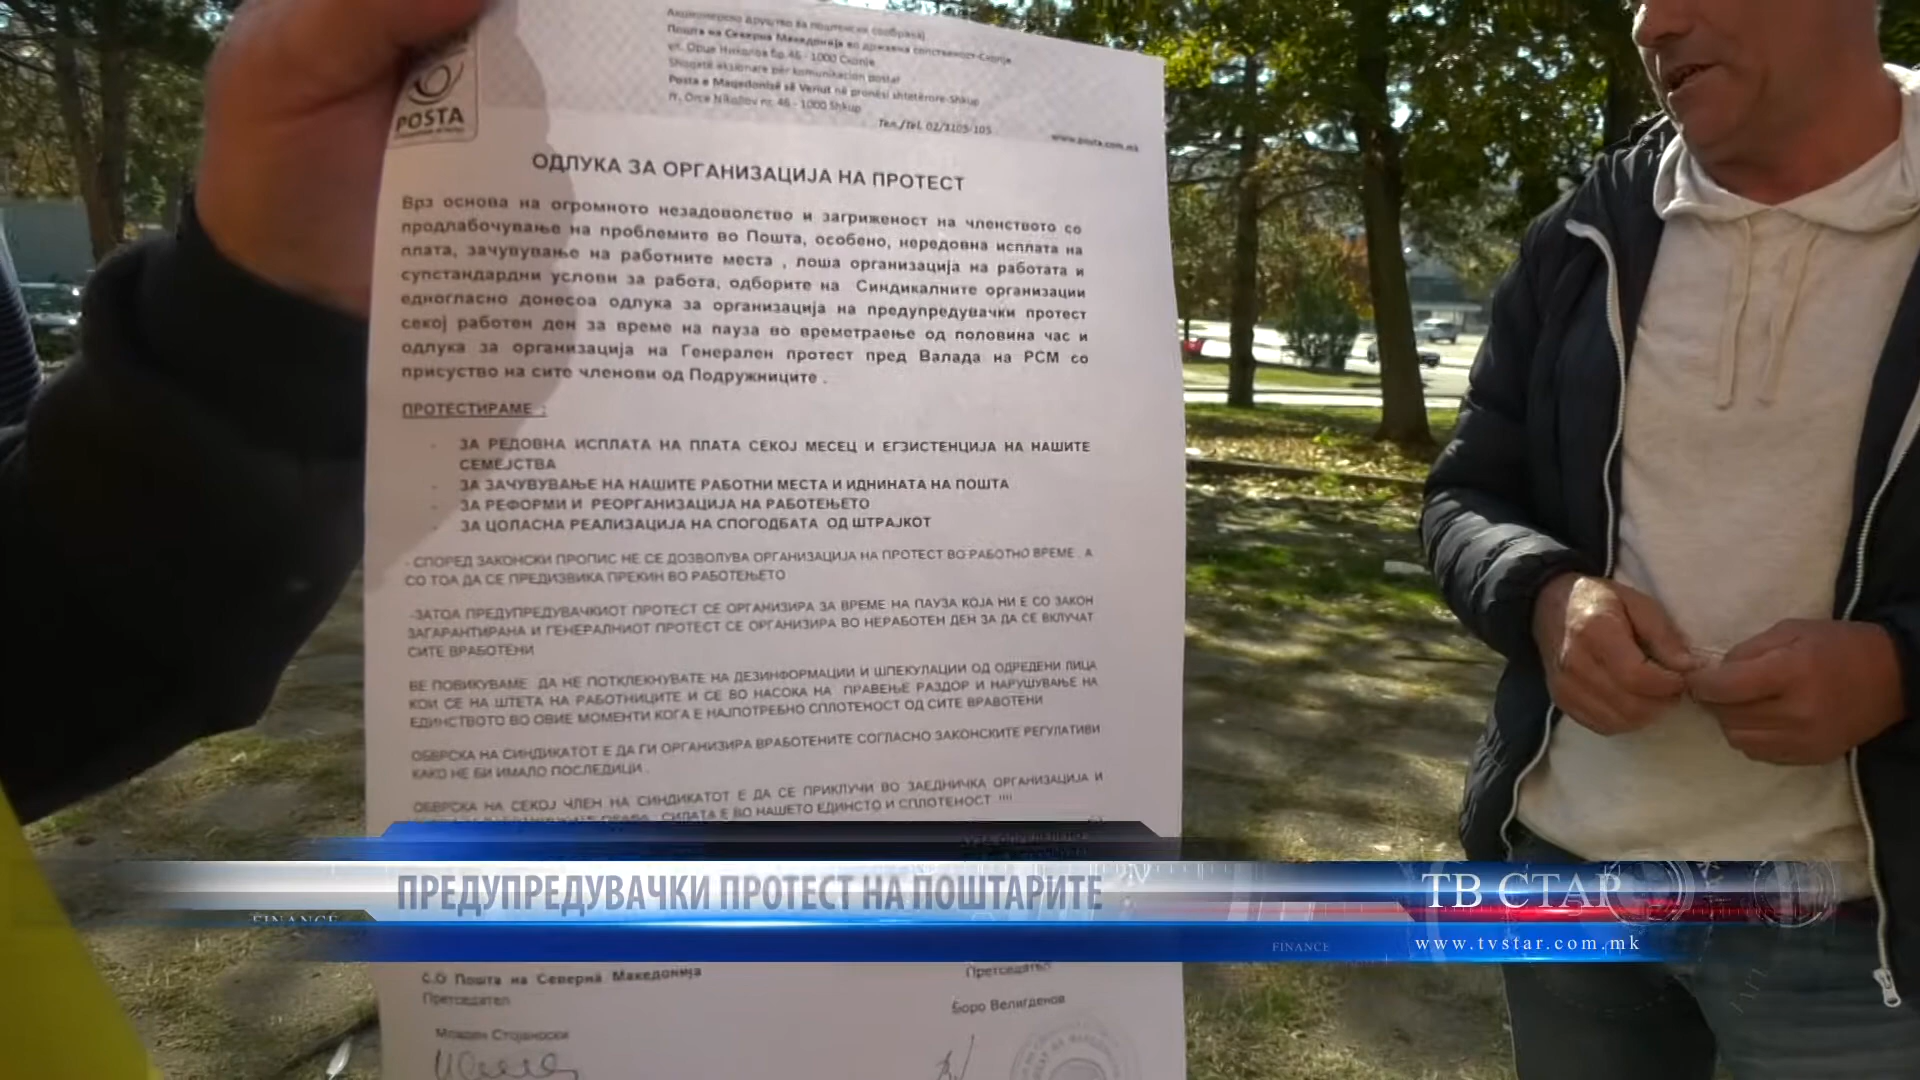 POSTA
Акционерско друштво за поштенски сообраќај
Пошта на Северна Македонија во државна сопственост-Скопје
ул. Орце Николов бр.46 - 1000 Скопје
Shoqatë aksionare për komunikacion postar
Posta e Maqedonisë së Veriut në pronësi shtetërore-Shkup
rr. Orce Nikollov nr. 46 - 1000 Shkup
Тел./Tel. 02/3105-105
www.posta.com.mk
ОДЛУКА ЗА ОРГАНИЗАЦИЈА НА ПРОТЕСТ
Врз основа на огромното незадоволство и загриженост на членството со
продлабочување на проблемите во Пошта, особено, нередовна исплата на
плата, зачувување на работните места , лоша организација на работата и
супстандардни услови за работа, одборите на Синдикалните организации
едногласно донесоа одлука за организација на предупредувачки протест
секој работен ден за време на пауза во времетраење од половина час и
одлука за организација на Генерален протест пред Валада на РСМ со
присуство на сите членови од Подружниците .
ПРОТЕСТИРАМЕ :
- ЗА РЕДОВНА ИСПЛАТА НА ПЛАТА СЕКОЈ МЕСЕЦ И ЕГЗИСТЕНЦИЈА НА НАШИТЕ
СЕМЕЈСТВА
- ЗА ЗАЧУВУВАЊЕ НА НАШИТЕ РАБОТНИ МЕСТА И ИДНИНАТА НА ПОШТА
- ЗА РЕФОРМИ И РЕОРГАНИЗАЦИЈА НА РАБОТЕЊЕТО
- ЗА ЦОЛАСНА РЕАЛИЗАЦИЈА НА СПОГОДБАТА ОД ШТРАЈКОТ
- СПОРЕД ЗАКОНСКИ ПРОПИС НЕ СЕ ДОЗВОЛУВА ОРГАНИЗАЦИЈА НА ПРОТЕСТ ВО РАБОТНО ВРЕМЕ . А
СО ТОА ДА СЕ ПРЕДИЗВИКА ПРЕКИН ВО РАБОТЕЊЕТО
-ЗАТОА ПРЕДУПРЕДУВАЧКИОТ ПРОТЕСТ СЕ ОРГАНИЗИРА ЗА ВРЕМЕ НА ПАУЗА КОЈА НИ Е СО ЗАКОН
ЗАГАРАНТИРАНА И ГЕНЕРАЛНИОТ ПРОТЕСТ СЕ ОРГАНИЗИРА ВО НЕРАБОТЕН ДЕН ЗА ДА СЕ ВКЛУЧАТ
СИТЕ ВРАБОТЕНИ
ВЕ ПОВИКУВАМЕ ДА НЕ ПОТКЛЕКНУВАТЕ НА ДЕЗИНФОРМАЦИИ И ШПЕКУЛАЦИИ ОД ОДРЕДЕНИ ЛИЦА
КОИ СЕ НА ШТЕТА НА РАБОТНИЦИТЕ И СЕ ВО НАСОКА НА ПРАВЕЊЕ РАЗДОР И НАРУШУВАЊЕ НА
ЕДИНСТВОТО ВО ОВИЕ МОМЕНТИ КОГА Е НАЈПОТРЕБНО СПЛОТЕНОСТ ОД СИТЕ ВРАВОТЕНИ
ОБВРСКА НА СИНДИКАТОТ Е ДА ГИ ОРГАНИЗИРА ВРАБОТЕНИТЕ СОГЛАСНО ЗАКОНСКИТЕ РЕГУЛАТИВИ
КАКО НЕ БИ ИМАЛО ПОСЛЕДИЦИ .
ОБВРСКА НА СЕКОЈ ЧЛЕН НА СИНДИКАТОТ Е ДА СЕ ПРИКЛУЧИ ВО ЗАЕДНИЧКА ОРГАНИЗАЦИЈА И
СИЛАТА Е ВО НАШЕТО ЕДИНСТО И СПЛОТЕНОСТ !!!!
ПРЕДУПРЕДУВАЧКИ ПРОТЕСТ НА ПОШТАРИТЕ
ТВ СТАР
FINANCE
FINANCE
www.tvstar.com.mk
С.О Пошта на Северна Македонија
Претседател
Претседател
Боро Велигденов
Младен Стојаноски